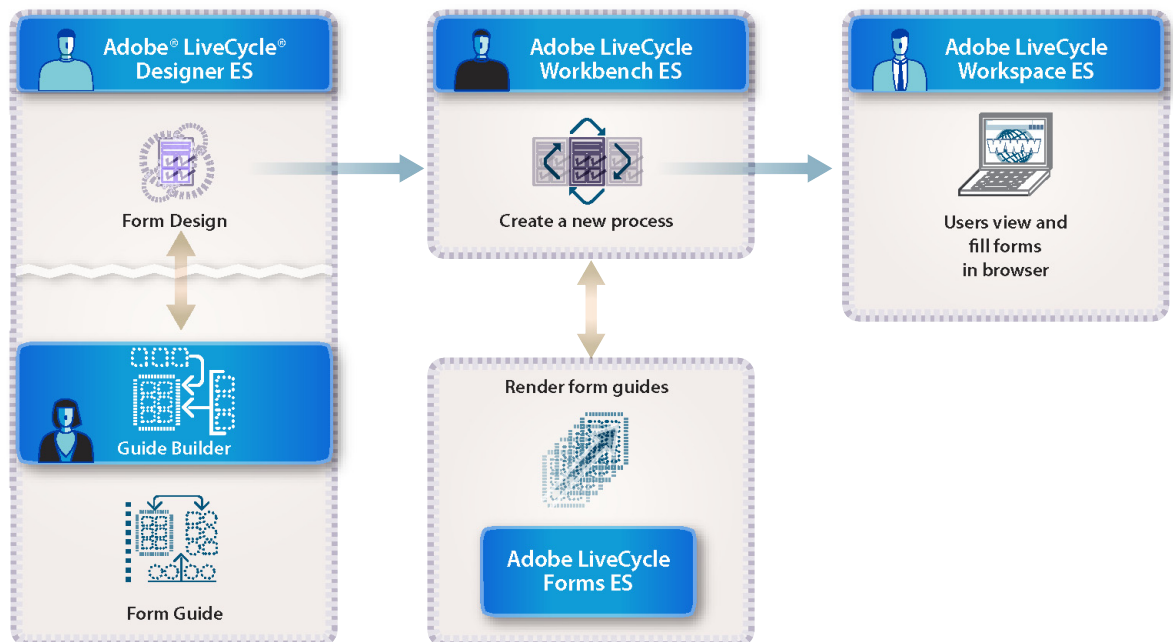 Adobe® LiveCycle®
Designer ES
Form Design
Guide Builder
Form Guide
Adobe LiveCycle
Workbench ES
Create a new process
Render form guides
Adobe LiveCycle
Forms ES
Adobe LiveCycle
Workspace ES
WWW
Users view and
fill forms
in browser